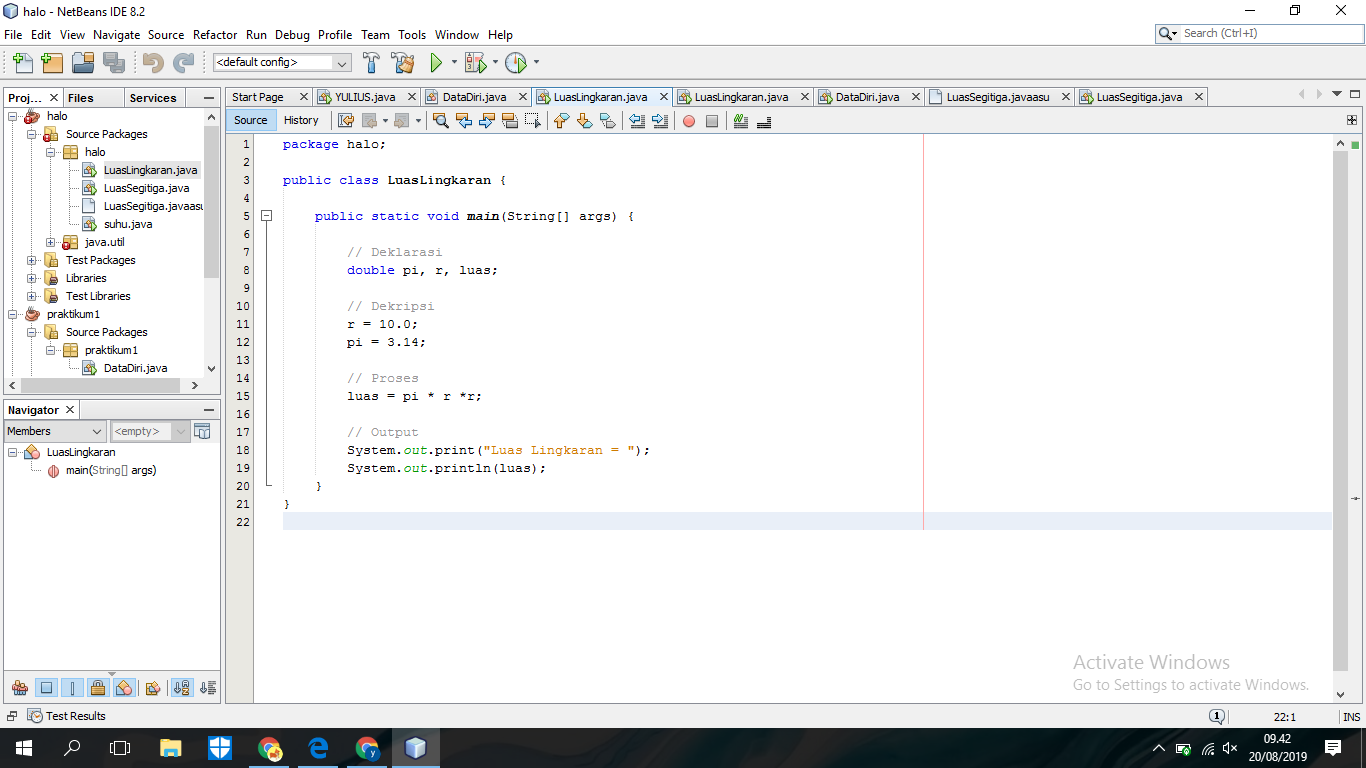 halo - NetBeans IDE 8.2
File Edit View Navigate Source Refactor Run Debug Profile Team Tools Window Help
Search (Ctrl+I)
<default config>
Proj... Files Services
Start Page YULIUS.java DataDiri.java LuasLingkaran.java LuasLingkaran.java DataDiri.java LuasSegitiga.javaasu LuasSegitiga.java
halo
Source Packages
halo
LuasLingkaran.java
LuasSegitiga.java
LuasSegitiga.javaasu
suhu.java
java.util
Test Packages
Libraries
Test Libraries
praktikum1
Source Packages
praktikum1
DataDiri.java
Navigator
Members <empty>
LuasLingkaran
main(String[] args)
Source History
1 package halo;
2
3 public class LuasLingkaran {
4
5 public static void main(String[] args) {
6
7 // Deklarasi
8 double pi, r, luas;
9
10 // Dekripsi
11 r = 10.0;
12 pi = 3.14;
13
14 // Proses
15 luas = pi * r *r;
16
17 // Output
18 System.out.print("Luas Lingkaran = ");
19 System.out.println(luas);
20 }
21 }
22
Activate Windows
Go to Settings to activate Windows.
Test Results
1 22:1 INS
09.42
20/08/2019